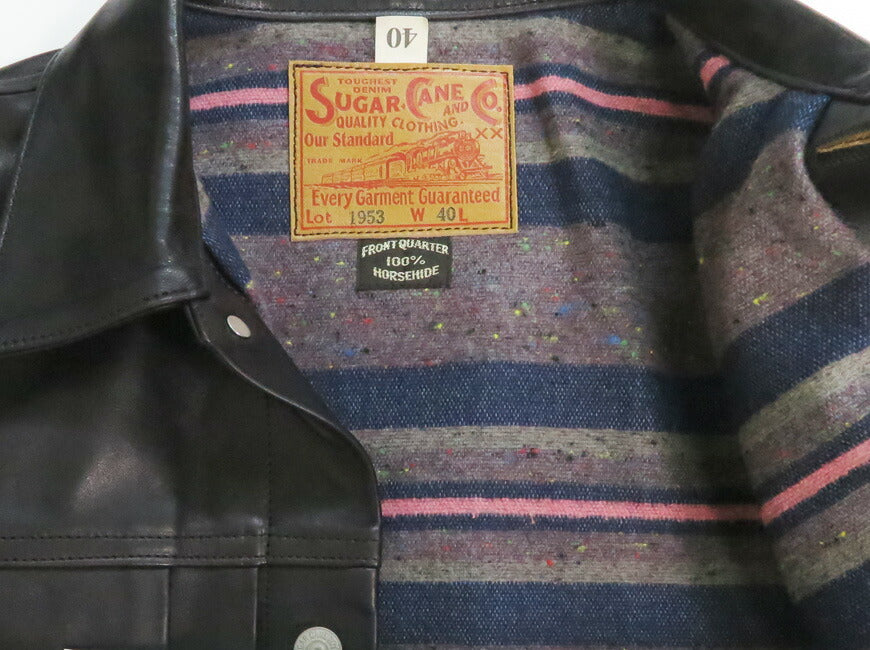 40
TOUGHEST
DENIM
SUGAR CANE AND CO.
QUALITY CLOTHING.
Our Standard
XX
TRADE MARK
Every Garment Guaranteed
Lot 1953 W 40L
FRONT QUARTER
100%
HORSEHIDE